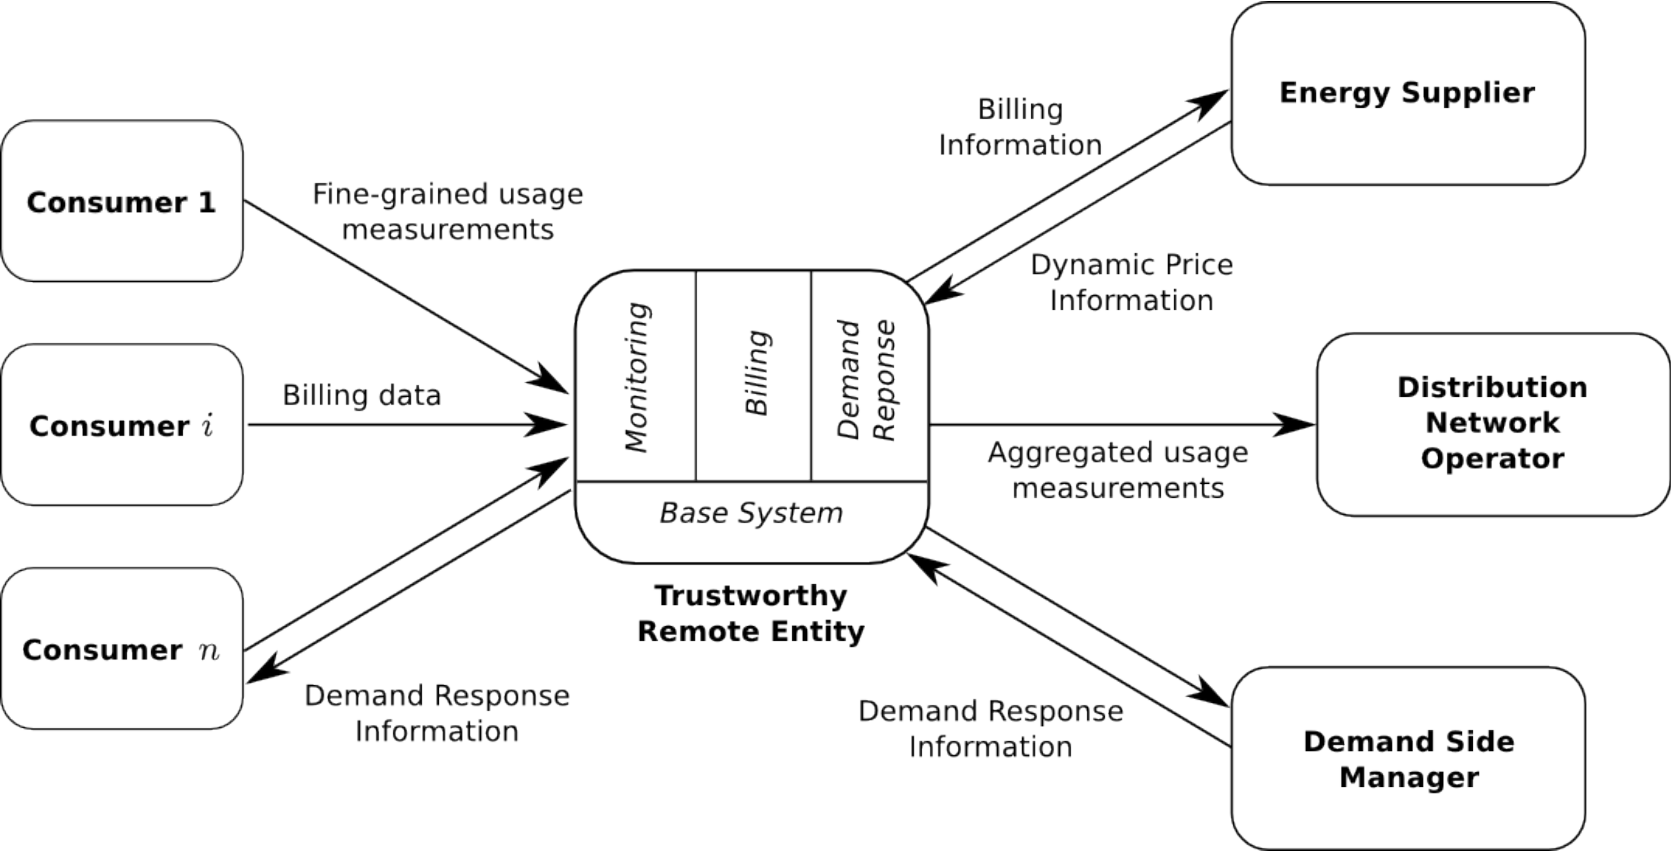 Consumer 1
Fine-grained usage
measurements
Consumer i
Billing data
Consumer n
Demand Response
Information
Monitoring
Billing
Demand
Reponse
Base System
Trustworthy
Remote Entity
Billing
Information
Dynamic Price
Information
Aggregated usage
measurements
Demand Response
Information
Energy Supplier
Distribution
Network
Operator
Demand Side
Manager